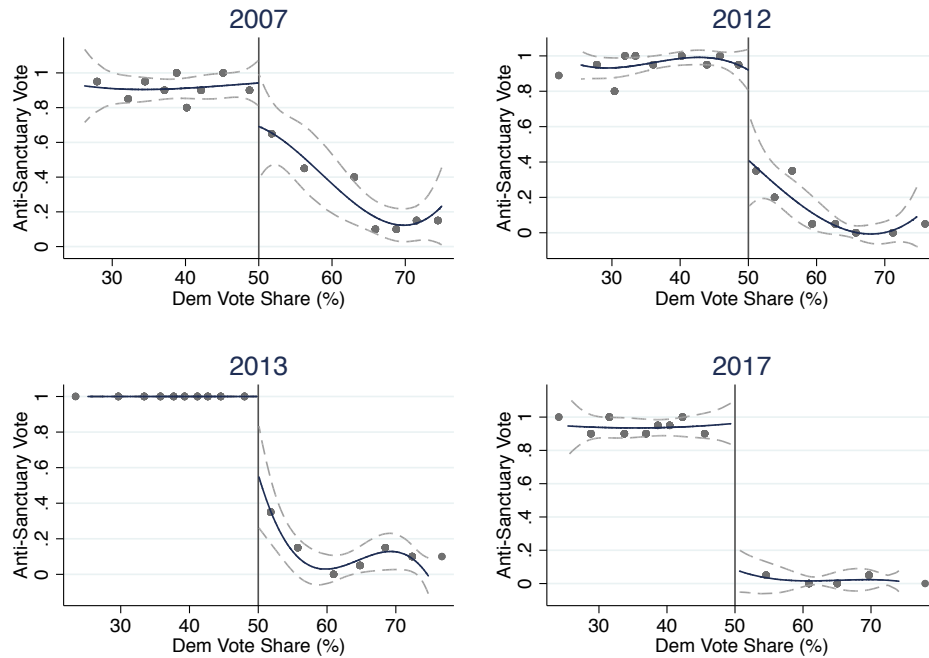 2007
Anti-Sanctuary Vote
0 .2 .4 .6 .8 1
30 40 50 60 70
Dem Vote Share (%)
2012
Anti-Sanctuary Vote
0 .2 .4 .6 .8 1
30 40 50 60 70
Dem Vote Share (%)
2013
Anti-Sanctuary Vote
0 .2 .4 .6 .8 1
30 40 50 60 70
Dem Vote Share (%)
2017
Anti-Sanctuary Vote
0 .2 .4 .6 .8 1
30 40 50 60 70
Dem Vote Share (%)